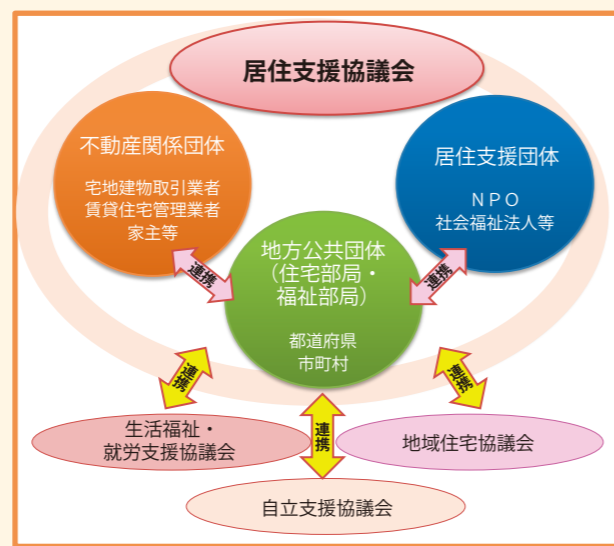 居住支援協議会
不動産関係団体
宅地建物取引業者
賃貸住宅管理業者
家主等
居住支援団体
ＮＰＯ
社会福祉法人等
地方公共団体
（住宅部局・
福祉部局）
都道府県
市町村
連携
連携
連携
連携
連携
生活福祉・
就労支援協議会
地域住宅協議会
自立支援協議会